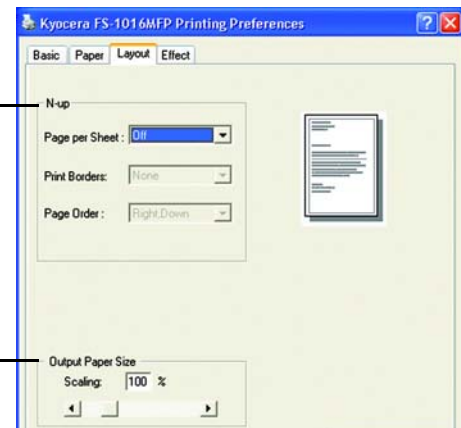 Kyocera FS-1016MFP Printing Preferences
Basic Paper Layout Effect
N-up
Page per Sheet : Off
Print Borders: None
Page Order : Right,Down
Output Paper Size
Scaling: 100 %